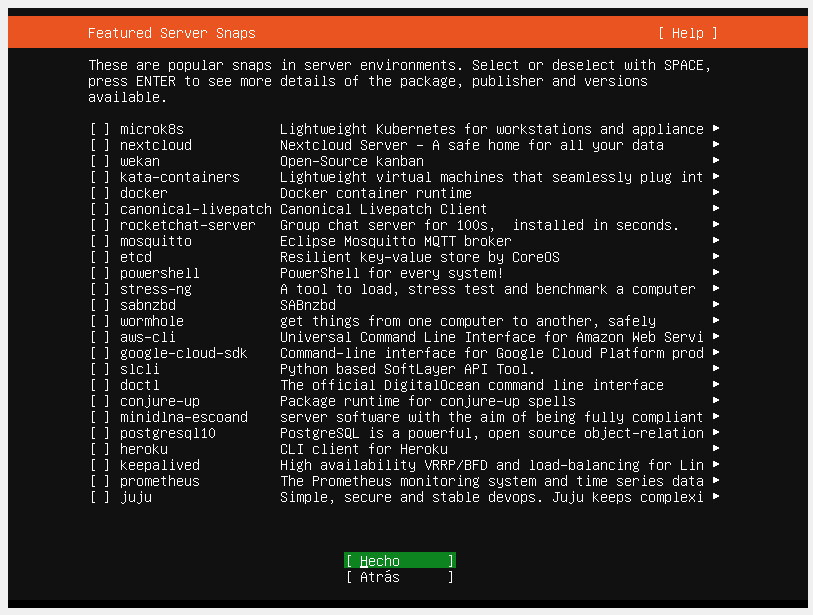 Featured Server Snaps [ Help ]
These are popular snaps in server environments. Select or deselect with SPACE,
press ENTER to see more details of the package, publisher and versions
available.
[ ] microk8s Lightweight Kubernetes for workstations and appliance ▸
[ ] nextcloud Nextcloud Server - A safe home for all your data ▸
[ ] wekan Open-Source kanban ▸
[ ] kata-containers Lightweight virtual machines that seamlessly plug int ▸
[ ] docker Docker container runtime ▸
[ ] canonical-livepatch Canonical Livepatch Client ▸
[ ] rocketchat-server Group chat server for 100s, installed in seconds. ▸
[ ] mosquitto Eclipse Mosquitto MQTT broker ▸
[ ] etcd Resilient key-value store by CoreOS ▸
[ ] powershell PowerShell for every system! ▸
[ ] stress-ng A tool to load, stress test and benchmark a computer ▸
[ ] sabnzbd SABnzbd ▸
[ ] wormhole get things from one computer to another, safely ▸
[ ] aws-cli Universal Command Line Interface for Amazon Web Servi ▸
[ ] google-cloud-sdk Command-line interface for Google Cloud Platform prod ▸
[ ] slcli Python based SoftLayer API Tool. ▸
[ ] doctl The official DigitalOcean command line interface ▸
[ ] conjure-up Package runtime for conjure-up spells ▸
[ ] minidlna-escoand server software with the aim of being fully compliant ▸
[ ] postgresql10 PostgreSQL is a powerful, open source object-relation ▸
[ ] heroku CLI client for Heroku ▸
[ ] keepalived High availability VRRP/BFD and load-balancing for Lin ▸
[ ] prometheus The Prometheus monitoring system and time series data ▸
[ ] juju Simple, secure and stable devops. Juju keeps complexi ▸
[ Hecho ]
[ Atrás ]